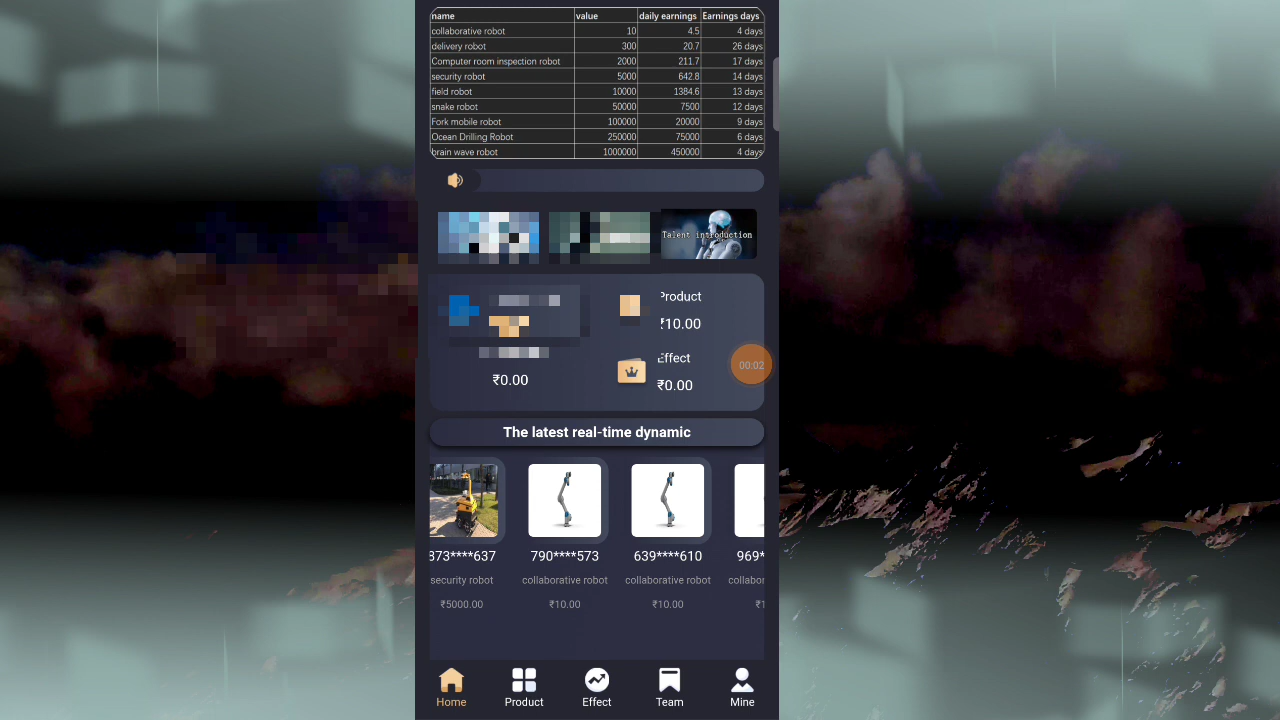 name value daily earnings Earnings days
collaborative robot 10 4.5 4 days
delivery robot 300 20.7 26 days
Computer room inspection robot 2000 211.7 17 days
security robot 5000 642.8 14 days
field robot 10000 1384.6 13 days
snake robot 50000 7500 12 days
Fork mobile robot 100000 20000 9 days
Ocean Drilling Robot 250000 75000 6 days
brain wave robot 1000000 450000 4 days
Talent introduction
Product
₹10.00
Effect
₹0.00
₹0.00
00:02
The latest real-time dynamic
873****637 790****573 639****610 969*
security robot collaborative robot collaborative robot collabor
₹5000.00 ₹10.00 ₹10.00 ₹1
Home Product Effect Team Mine